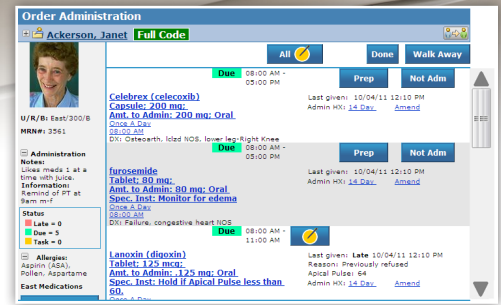 Order Administration
Ackerson, Janet Full Code
All Done Walk Away
Due 08:00 AM - 05:00 PM Prep Not Adm
Celebrex (celecoxib)
Capsule; 200 mg;
Amt. to Admin: 200 mg; Oral
Once A Day
08:00 AM
DX: Osteoarth, lclzd NOS, lower leg-Right Knee
Last given: 10/04/11 12:10 PM
Admin HX: 14 Day Amend
Due 08:00 AM - 05:00 PM Prep Not Adm
furosemide
Tablet; 80 mg;
Amt. to Admin: 80 mg; Oral
Spec. Inst: Monitor for edema
Once A Day
08:00 AM
DX: Failure, congestive heart NOS
Last given: 10/04/11 12:10 PM
Admin HX: 14 Day Amend
Due 08:00 AM - 11:00 AM
Lanoxin (digoxin)
Tablet; 125 mcg;
Amt. to Admin: .125 mg; Oral
Spec. Inst: Hold if Apical Pulse less than
60.
Once A Day
Last given: Late 10/04/11 12:10 PM
Reason: Previously refused
Apical Pulse: 64
Admin HX: 14 Day Amend
U/R/B: East/300/B
MRN#: 3561
Administration
Notes:
Likes meds 1 at a
time with juice.
Information:
Remind of PT at
9am m-f
Status
Late = 0
Due = 5
Task = 0
Allergies:
Aspirin (ASA),
Pollen, Aspartame
East Medications